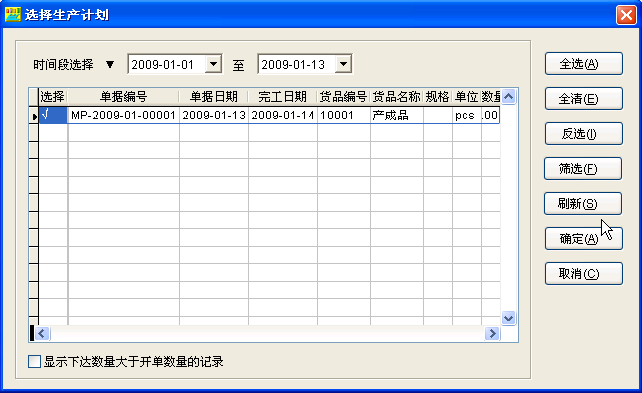 选择生产计划
时间段选择 ▼ 2009-01-01 至 2009-01-13
选择 单据编号 单据日期 完工日期 货品编号 货品名称 规格 单位 数量
√ MP-2009-01-00001 2009-01-13 2009-01-14 10001 产成品 pcs .00
显示下达数量大于开单数量的记录
全选(A)
全清(E)
反选(I)
筛选(F)
刷新(S)
确定(A)
取消(C)